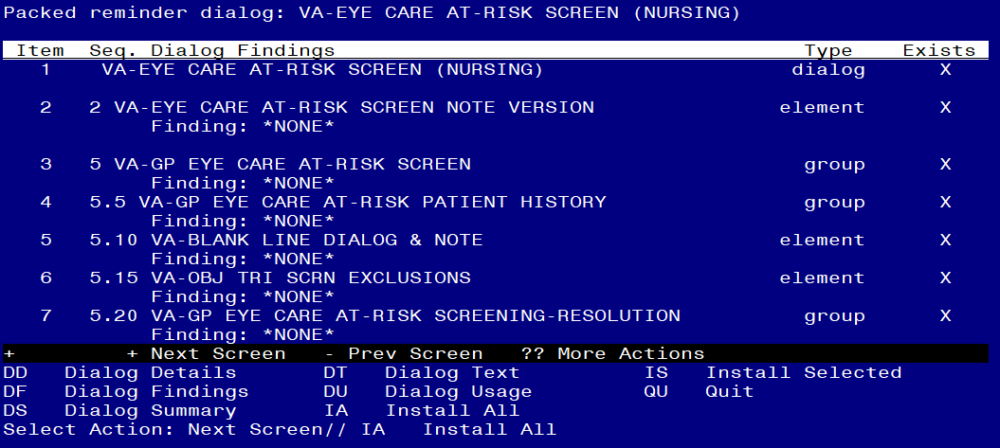 Packed reminder dialog: VA-EYE CARE AT-RISK SCREEN (NURSING)
Item Seq. Dialog Findings Type Exists
1 VA-EYE CARE AT-RISK SCREEN (NURSING) dialog X
2 2 VA-EYE CARE AT-RISK SCREEN NOTE VERSION element X
Finding: *NONE*
3 5 VA-GP EYE CARE AT-RISK SCREEN group X
Finding: *NONE*
4 5.5 VA-GP EYE CARE AT-RISK PATIENT HISTORY group X
Finding: *NONE*
5 5.10 VA-BLANK LINE DIALOG & NOTE element X
Finding: *NONE*
6 5.15 VA-OBJ TRI SCRN EXCLUSIONS element X
Finding: *NONE*
7 5.20 VA-GP EYE CARE AT-RISK SCREENING-RESOLUTION group X
Finding: *NONE*
+ + Next Screen - Prev Screen ?? More Actions
DD Dialog Details DT Dialog Text IS Install Selected
DF Dialog Findings DU Dialog Usage QU Quit
DS Dialog Summary IA Install All
Select Action: Next Screen// IA Install All